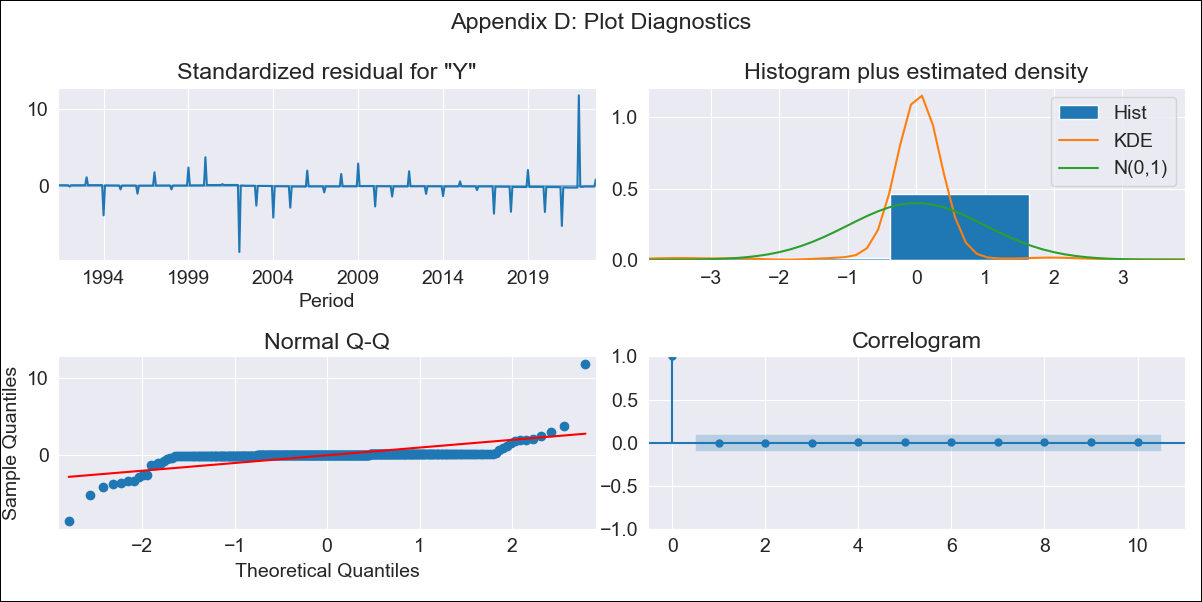 Appendix D: Plot Diagnostics
Standardized residual for "Y"
10
0
1994 1999 2004 2009 2014 2019
Period
Histogram plus estimated density
1.0
0.5
0.0
−3 −2 −1 0 1 2 3
Hist
KDE
N(0,1)
Normal Q-Q
Sample Quantiles
10
0
−2 −1 0 1 2
Theoretical Quantiles
Correlogram
1.0
0.5
0.0
−0.5
−1.0
0 2 4 6 8 10